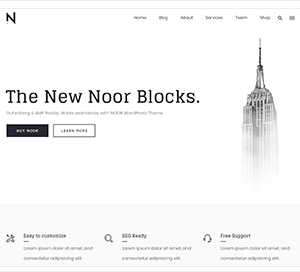 N
Home Blog About Services Team Shop
The New Noor Blocks.
Gutenberg & AMP Ready. Works seamlessly with NOOR WordPress Theme
BUY NOOR LEARN MORE
Easy to customize SEO Ready Free Support
Lorem ipsum dolor sit amet, and Lorem ipsum dolor sit amet, and Lorem ipsum dolor sit amet, and
consectetur adipiscing elit. consectetur adipiscing elit. consectetur adipiscing elit.